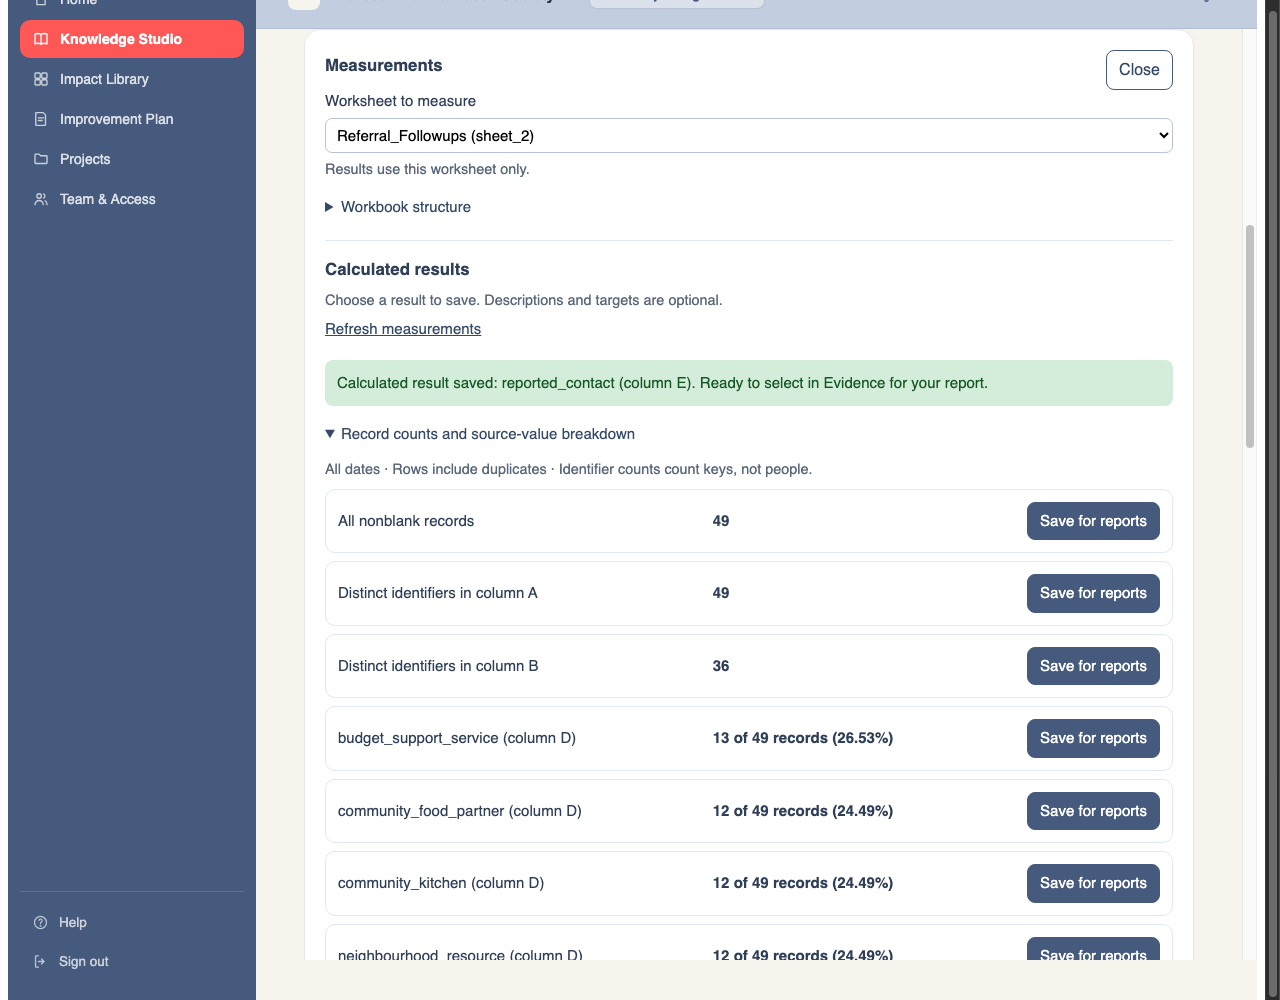 Home
Knowledge Studio
Impact Library
Improvement Plan
Projects
Team & Access
Help
Sign out
Measurements
Close
Worksheet to measure
Referral_Followups (sheet_2)
Results use this worksheet only.
Workbook structure
Calculated results
Choose a result to save. Descriptions and targets are optional.
Refresh measurements
Calculated result saved: reported_contact (column E). Ready to select in Evidence for your report.
Record counts and source-value breakdown
All dates · Rows include duplicates · Identifier counts count keys, not people.
All nonblank records 49 Save for reports
Distinct identifiers in column A 49 Save for reports
Distinct identifiers in column B 36 Save for reports
budget_support_service (column D) 13 of 49 records (26.53%) Save for reports
community_food_partner (column D) 12 of 49 records (24.49%) Save for reports
community_kitchen (column D) 12 of 49 records (24.49%) Save for reports
neighbourhood_resource (column D) 12 of 49 records (24.49%) Save for reports